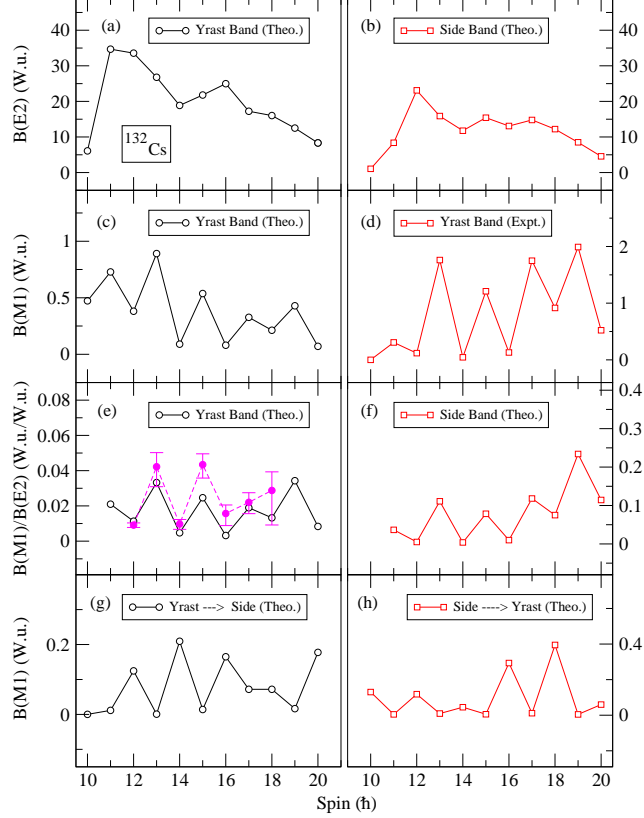 (a) Yrast Band (Theo.)
(b) Side Band (Theo.)
40
30
20
10
0
B(E2) (W.u.)
132Cs
40
30
20
10
0
(c) Yrast Band (Theo.)
(d) Yrast Band (Expt.)
1
0.5
0
B(M1) (W.u.)
2
1
0
(e) Yrast Band (Theo.)
(f) Side Band (Theo.)
0.08
0.06
0.04
0.02
0
B(M1)/B(E2) (W.u./W.u.)
0.4
0.3
0.2
0.1
0
(g) Yrast ---> Side (Theo.)
(h) Side ----> Yrast (Theo.)
0.2
0
B(M1) (W.u.)
0.4
0.2
0
10 12 14 16 18 20
10 12 14 16 18 20
Spin (ħ)